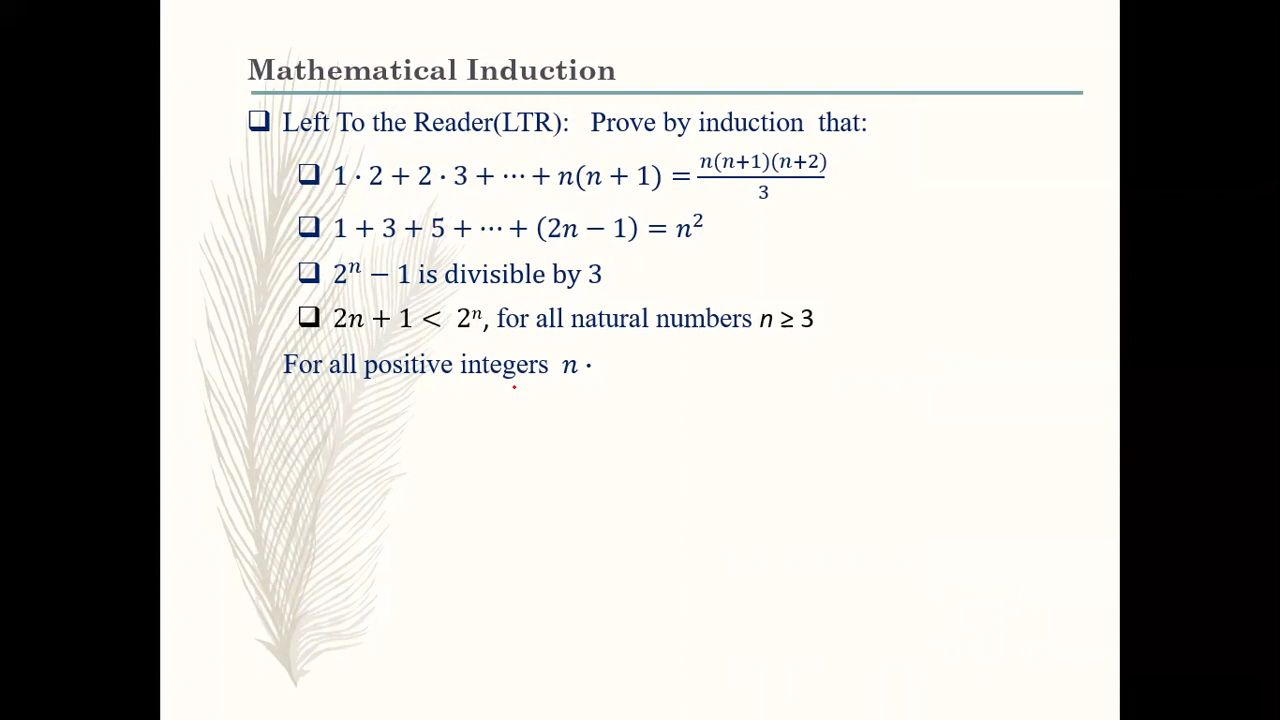 Mathematical Induction
❑ Left To the Reader(LTR): Prove by induction that:
❑ 1 · 2 + 2 · 3 + ⋯ + n(n + 1) = n(n+1)(n+2)/3
❑ 1 + 3 + 5 + ⋯ + (2n − 1) = n²
❑ 2ⁿ − 1 is divisible by 3
❑ 2n + 1 < 2ⁿ, for all natural numbers n ≥ 3
For all positive integers n ·